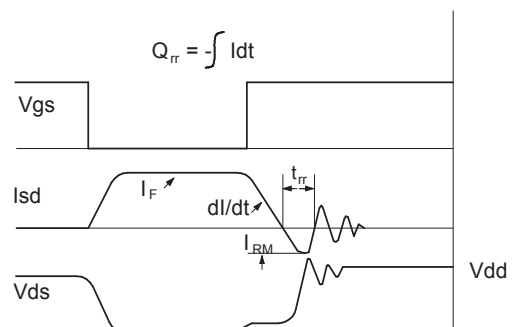 Qrr = -∫ Idt
Vgs
Isd
IF
dI/dt
trr
IRM
Vds
Vdd